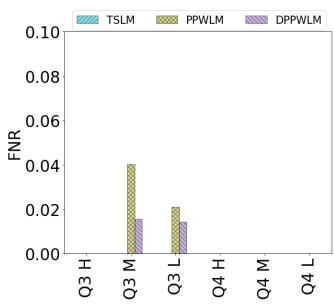 TSLM PPWLM DPPWLM
0.10
0.08
0.06
0.04
0.02
0.00
FNR
Q3 H
Q3 M
Q3 L
Q4 H
Q4 M
Q4 L